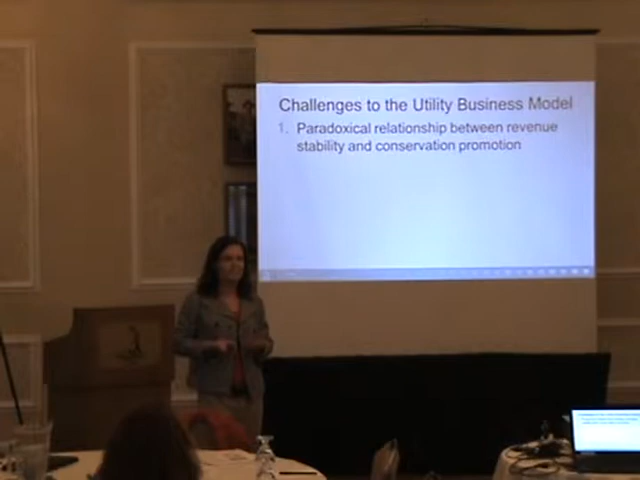 Challenges to the Utility Business Model
1. Paradoxical relationship between revenue
stability and conservation promotion